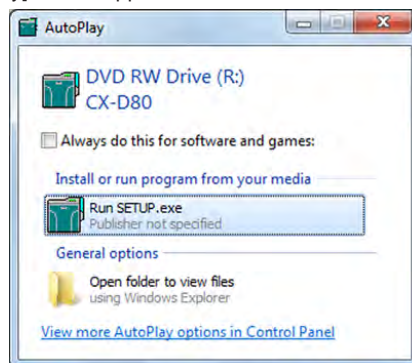 AutoPlay
DVD RW Drive (R:)
CX-D80
Always do this for software and games:
Install or run program from your media
Run SETUP.exe
Publisher not specified
General options
Open folder to view files
using Windows Explorer
View more AutoPlay options in Control Panel